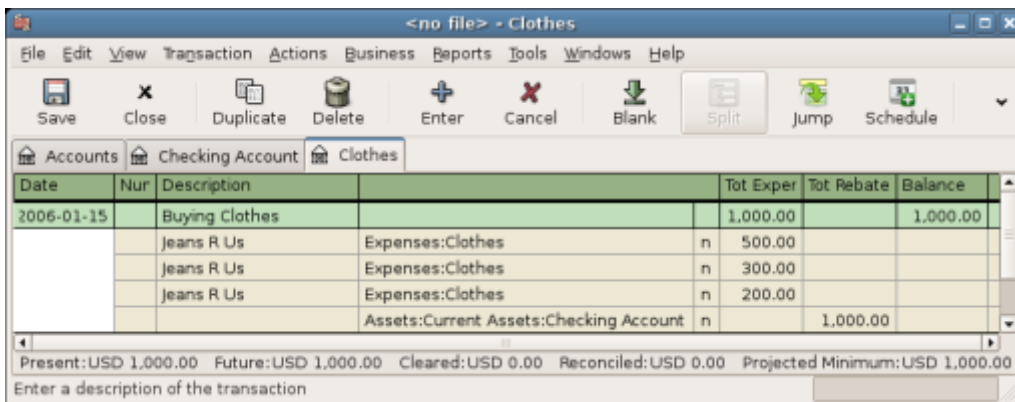 <no file> - Clothes
File Edit View Transaction Actions Business Reports Tools Windows Help
Save Close Duplicate Delete Enter Cancel Blank Split Jump Schedule
Accounts Checking Account Clothes
Date Nur Description Tot Exper Tot Rebate Balance
2006-01-15 Buying Clothes 1,000.00 1,000.00
Jeans R Us Expenses:Clothes n 500.00
Jeans R Us Expenses:Clothes n 300.00
Jeans R Us Expenses:Clothes n 200.00
Assets:Current Assets:Checking Account n 1,000.00
Present:USD 1,000.00 Future:USD 1,000.00 Cleared:USD 0.00 Reconciled:USD 0.00 Projected Minimum:USD 1,000.00
Enter a description of the transaction